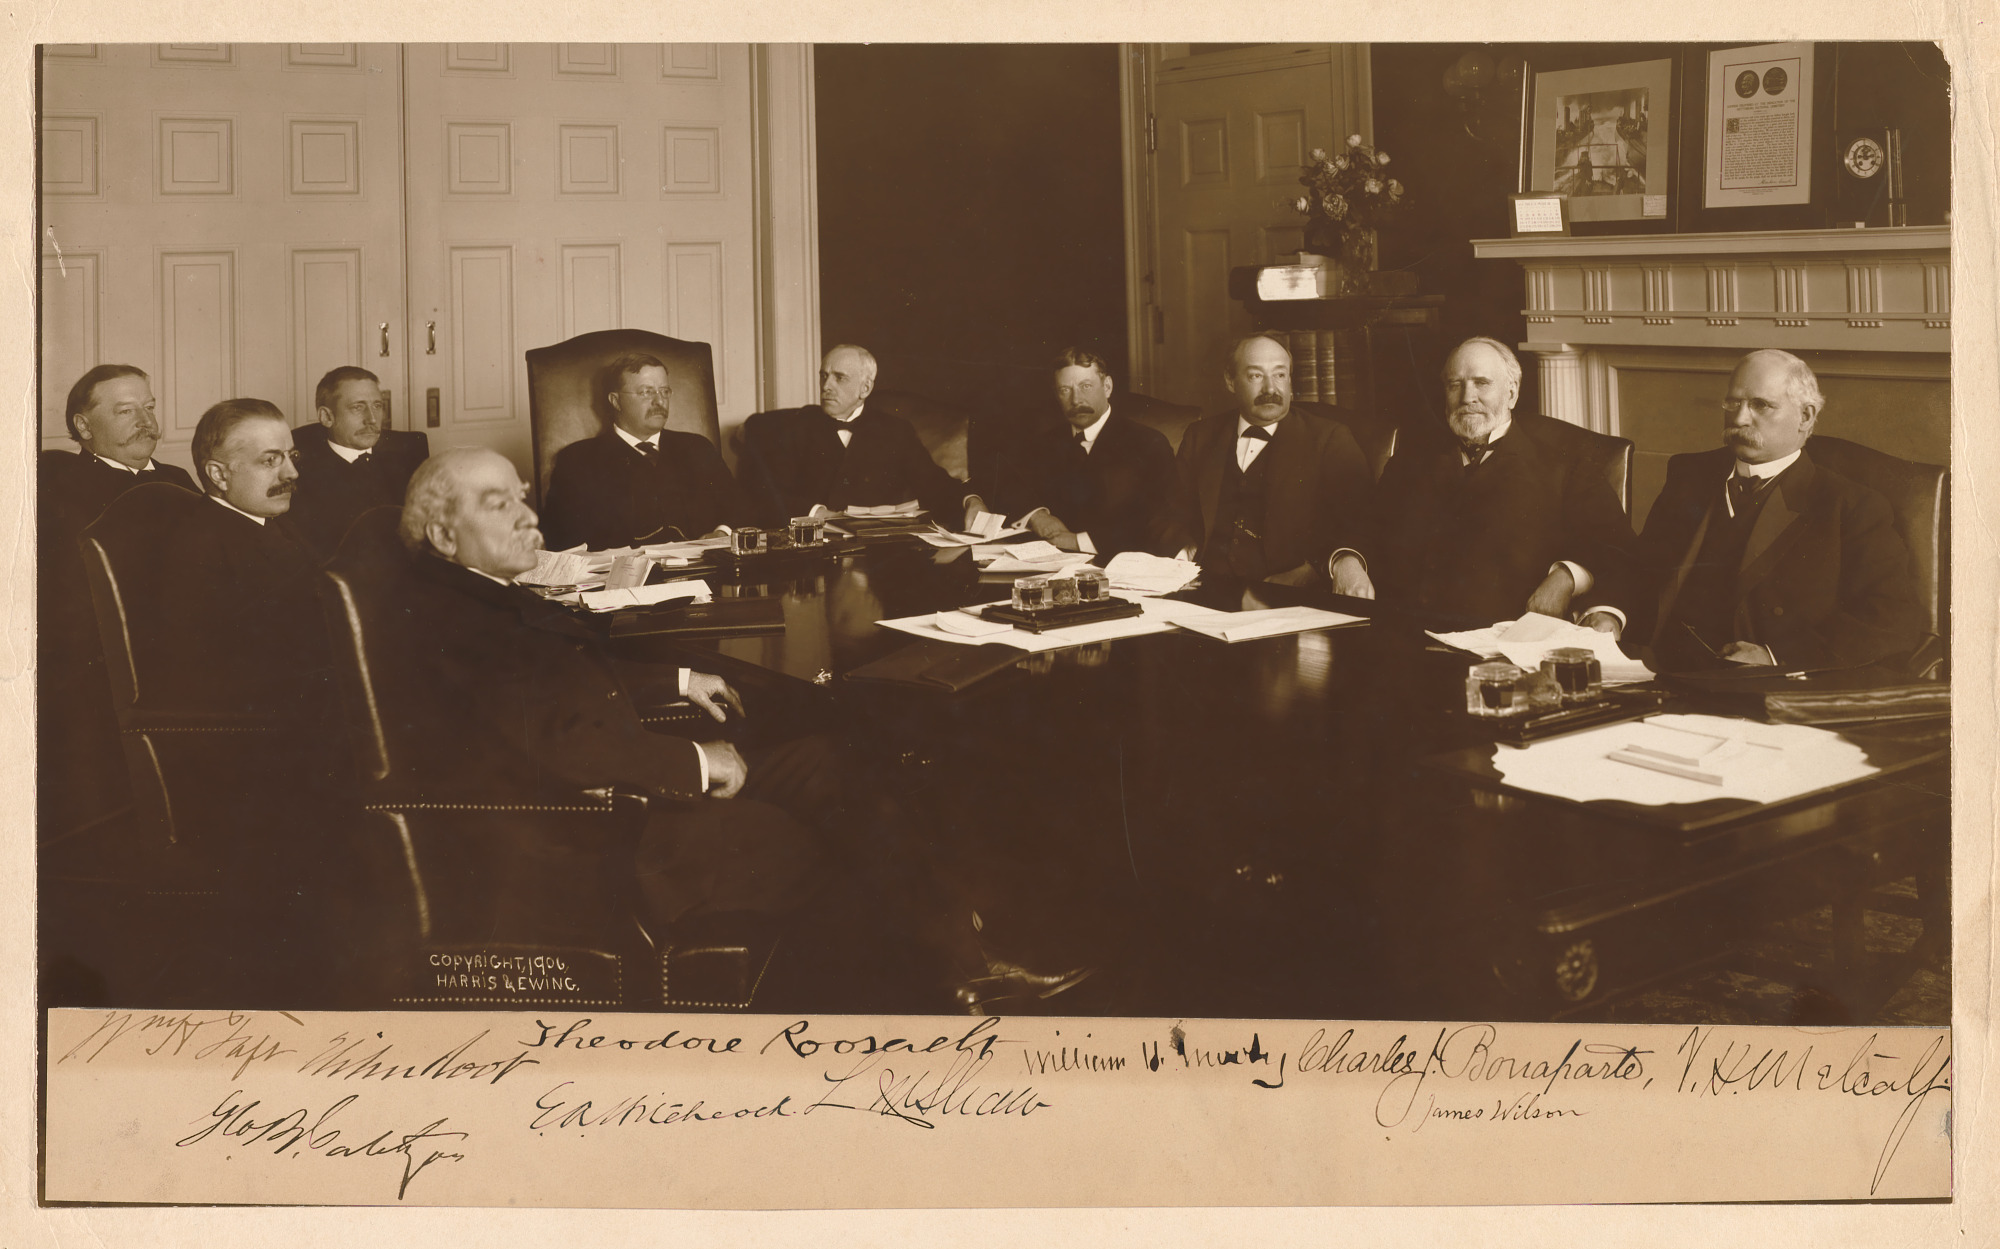 COPYRIGHT, 1906,
HARRIS & EWING.
Wm H Taft
Elihu Root
Theodore Roosevelt
William H. Moody
Charles J. Bonaparte,
V. H. Metcalf.
Geo. B. Cortelyou
E. A. Hitchcock.
L M Shaw
James Wilson